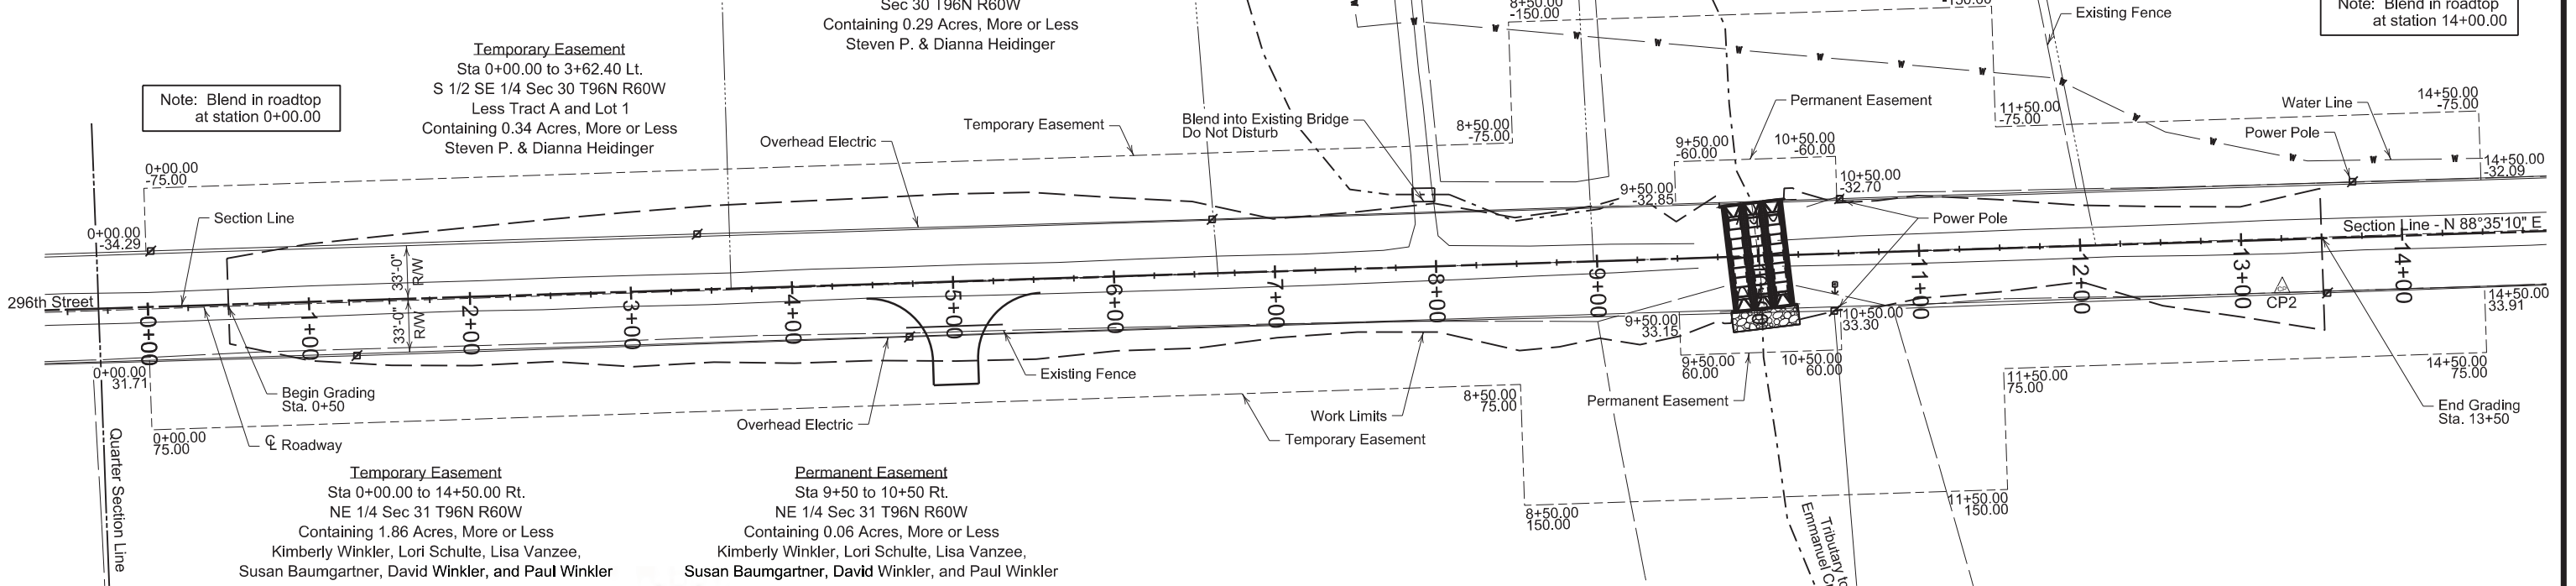 Sec 30 T96N R60W
Containing 0.29 Acres, More or Less
Steven P. & Dianna Heidinger
Temporary Easement
Sta 0+00.00 to 3+62.40 Lt.
S 1/2 SE 1/4 Sec 30 T96N R60W
Less Tract A and Lot 1
Containing 0.34 Acres, More or Less
Steven P. & Dianna Heidinger
Note: Blend in roadtop
at station 0+00.00
8+50.00
-150.00
-150.00
Existing Fence
Note: Blend in roadtop
at station 14+00.00
Overhead Electric
Temporary Easement
Blend into Existing Bridge
Do Not Disturb
8+50.00
-75.00
Permanent Easement
9+50.00
-60.00
10+50.00
-60.00
11+50.00
-75.00
Water Line
14+50.00
-75.00
Power Pole
0+00.00
-75.00
Section Line
0+00.00
-34.29
9+50.00
-32.85
10+50.00
-32.70
Power Pole
14+50.00
-32.09
Section Line - N 88°35'10" E
296th Street
33'-0"
R/W
33'-0"
R/W
0+00
1+00
2+00
3+00
4+00
5+00
6+00
7+00
8+00
9+00
11+00
12+00
13+00
14+00
CP2
14+50.00
33.91
0+00.00
31.71
Begin Grading
Sta. 0+50
Existing Fence
9+50.00
33.15
10+50.00
33.30
9+50.00
60.00
10+50.00
60.00
14+50.00
75.00
11+50.00
75.00
8+50.00
75.00
Permanent Easement
Work Limits
Temporary Easement
Overhead Electric
End Grading
Sta. 13+50
0+00.00
75.00
℄ Roadway
Quarter Section Line
Temporary Easement
Sta 0+00.00 to 14+50.00 Rt.
NE 1/4 Sec 31 T96N R60W
Containing 1.86 Acres, More or Less
Kimberly Winkler, Lori Schulte, Lisa Vanzee,
Susan Baumgartner, David Winkler, and Paul Winkler
Permanent Easement
Sta 9+50 to 10+50 Rt.
NE 1/4 Sec 31 T96N R60W
Containing 0.06 Acres, More or Less
Kimberly Winkler, Lori Schulte, Lisa Vanzee,
Susan Baumgartner, David Winkler, and Paul Winkler
8+50.00
150.00
11+50.00
150.00
Tributary to
Emmanuel